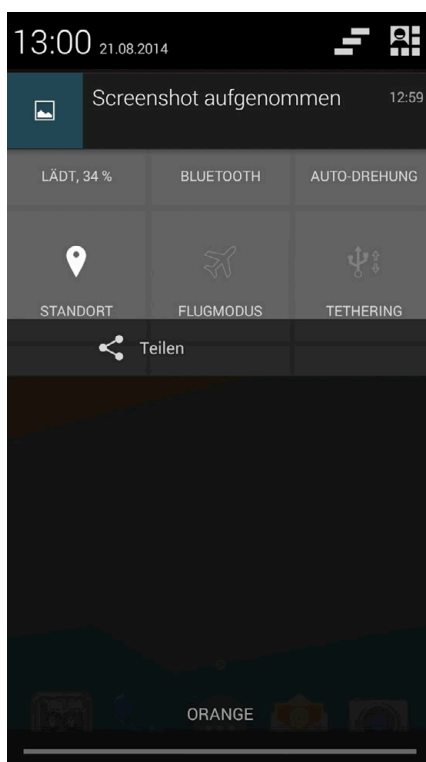 13:00 21.08.2014
Screenshot aufgenommen 12:59
LÄDT, 34 % BLUETOOTH AUTO-DREHUNG
STANDORT FLUGMODUS TETHERING
Teilen
ORANGE